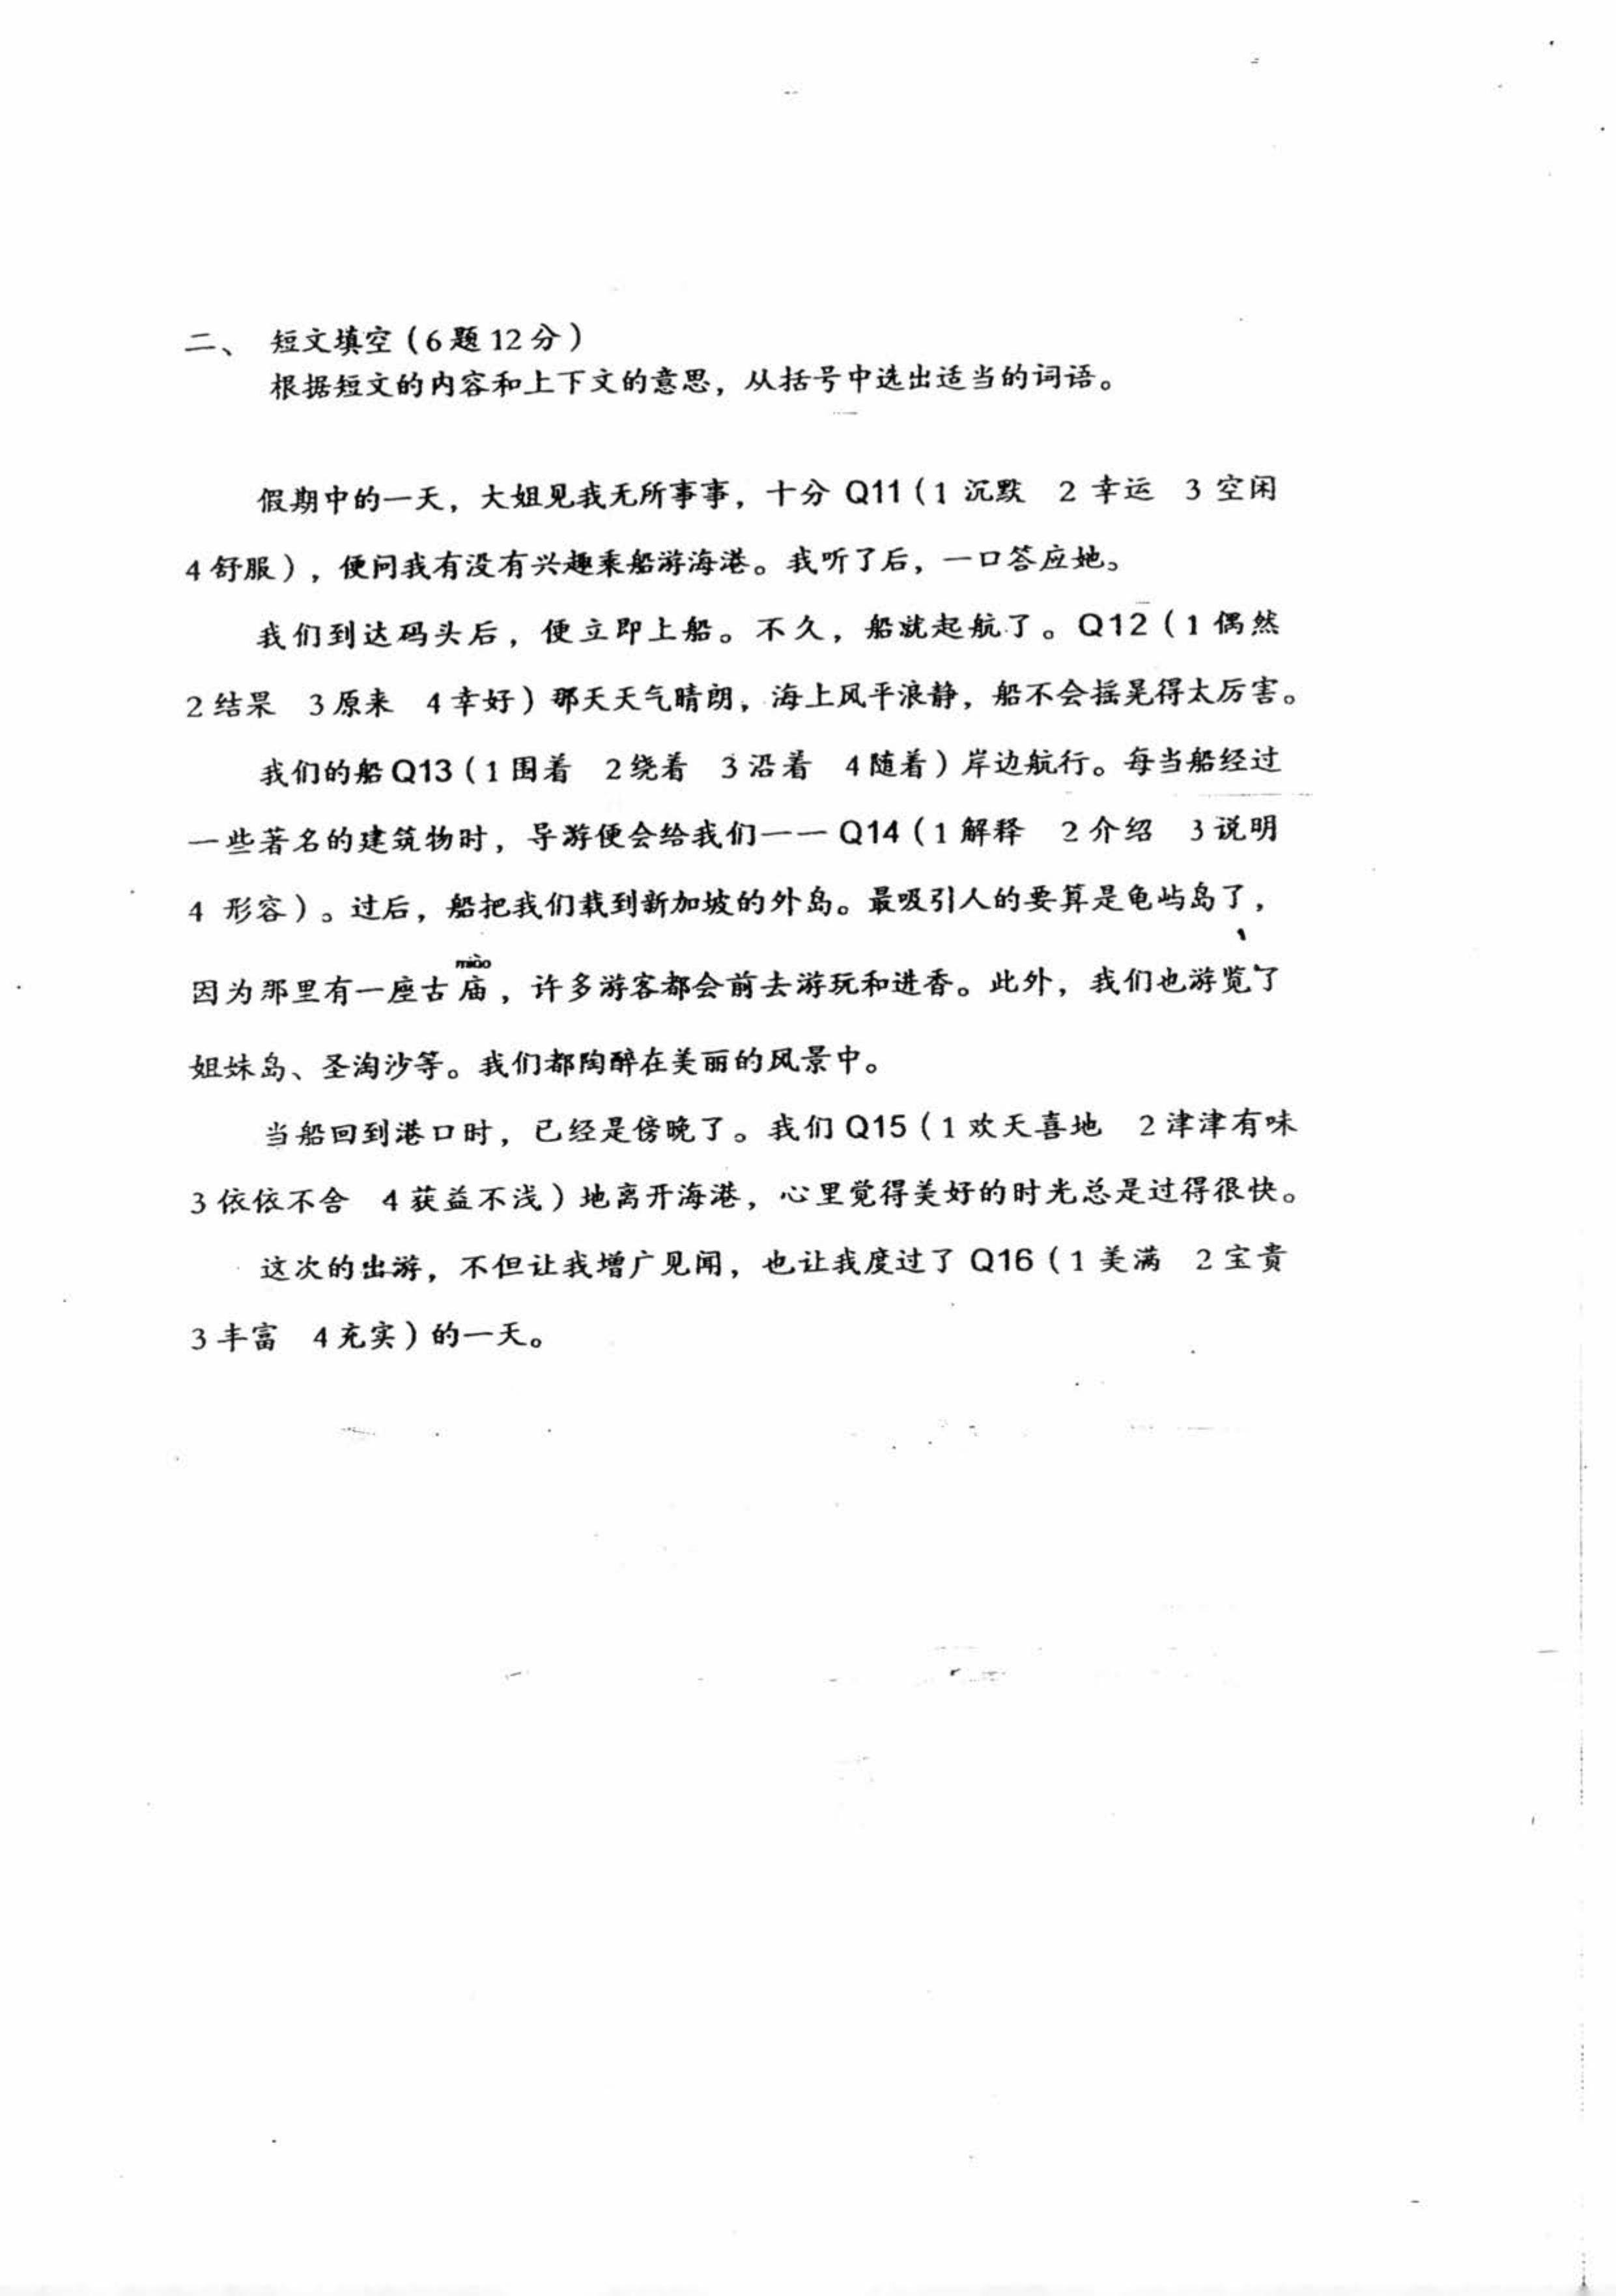 二、 短文填空（6题12分）
根据短文的内容和上下文的意思，从括号中选出适当的词语。
假期中的一天，大姐见我无所事事，十分 Q11（1 沉默 2 幸运 3 空闲
4 舒服），便问我有没有兴趣乘船游海港。我听了后，一口答应她。
我们到达码头后，便立即上船。不久，船就起航了。Q12（1 偶然
2 结果 3 原来 4 幸好）那天天气晴朗，海上风平浪静，船不会摇晃得太厉害。
我们的船 Q13（1 围着 2 绕着 3 沿着 4 随着）岸边航行。每当船经过
一些著名的建筑物时，导游便会给我们一一 Q14（1 解释 2 介绍 3 说明
4 形容）。过后，船把我们载到新加坡的外岛。最吸引人的要算是龟屿岛了，
miào
因为那里有一座古庙，许多游客都会前去游玩和进香。此外，我们也游览了
姐妹岛、圣淘沙等。我们都陶醉在美丽的风景中。
当船回到港口时，已经是傍晚了。我们 Q15（1 欢天喜地 2 津津有味
3 依依不舍 4 获益不浅）地离开海港，心里觉得美好的时光总是过得很快。
这次的出游，不但让我增广见闻，也让我度过了 Q16（1 美满 2 宝贵
3 丰富 4 充实）的一天。